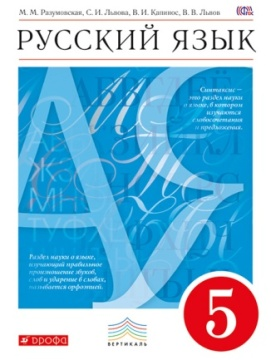 М. М. Разумовская, С. И. Львова, В. И. Капинос, В. В. Львов
РУССКИЙ ЯЗЫК
Синтаксис –
это раздел науки
о языке, в котором
изучаются
словосочетания
и предложения.
Раздел науки о языке,
изучающий правильное
произношение звуков,
слов и ударение в словах,
называется орфоэпией.
5
дрофа
ВЕРТИКАЛЬ